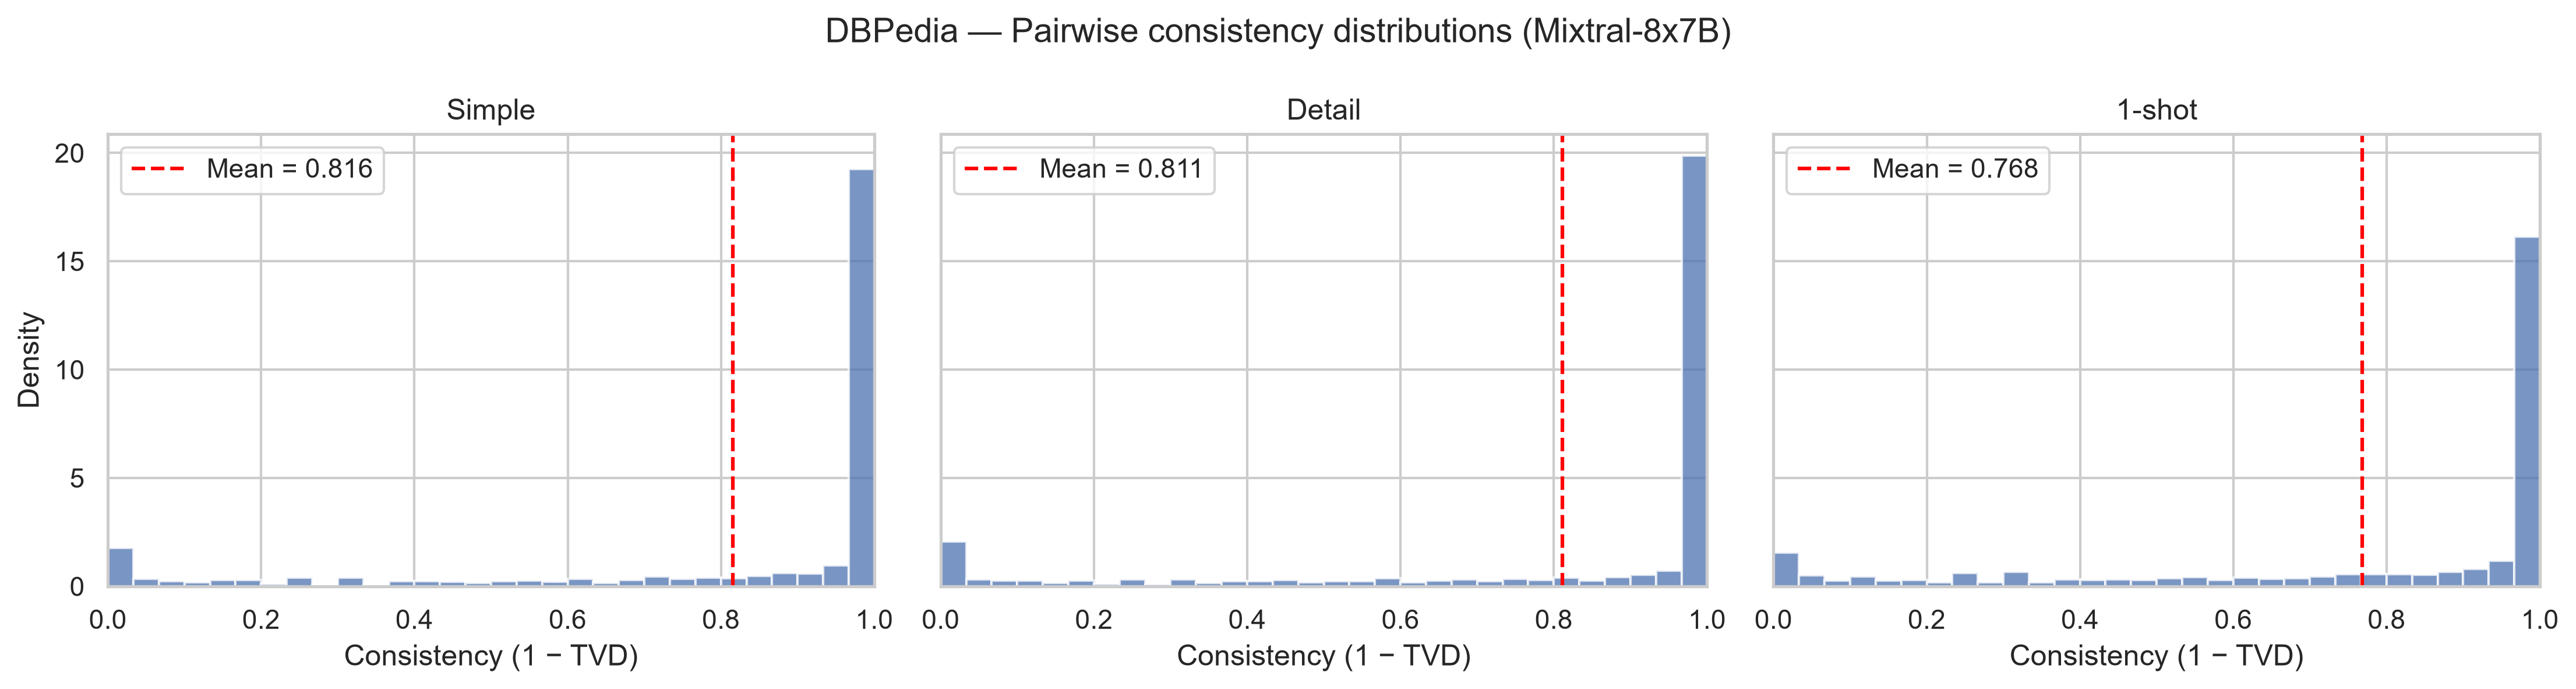 DBPedia — Pairwise consistency distributions (Mixtral-8x7B)
Simple
Mean = 0.816
20
15
10
5
0
Density
0.0 0.2 0.4 0.6 0.8 1.0
Consistency (1 − TVD)
Detail
Mean = 0.811
0.0 0.2 0.4 0.6 0.8 1.0
Consistency (1 − TVD)
1-shot
Mean = 0.768
0.0 0.2 0.4 0.6 0.8 1.0
Consistency (1 − TVD)